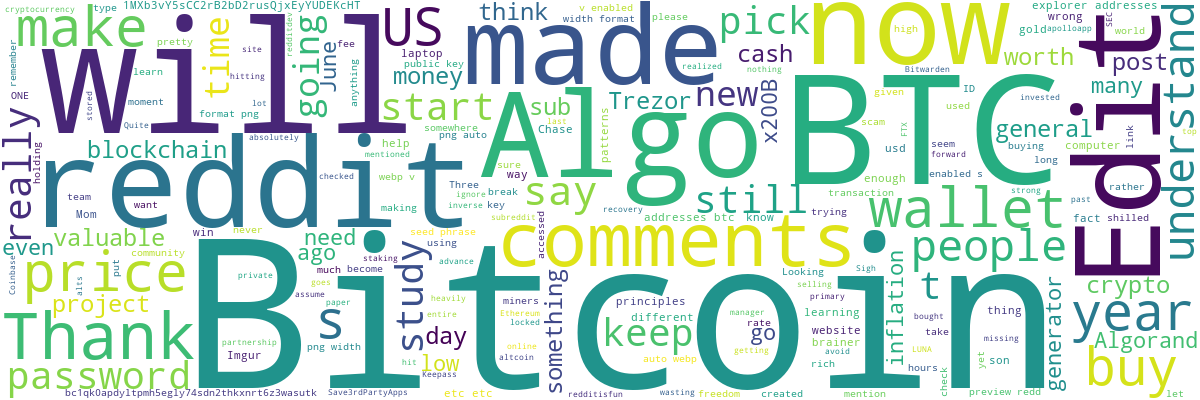 cryptocurrency
type
1MXb3vY5sCC2rB2bD2rusQjxEyYUDEKcHT
make
will
time
going
redditdev
June
US
think
v enabled
width format
please
laptop
public key
fee
site
made
pick
now
high
explorer addresses
wrong
gold
apolloapp
SEC
world
Edit
remember
pretty
learn
hitting
anything
money
realized
cash
nothing
Bitwarden
worth
post
understand
ONE
moment
lot
format png
start
sub
Trezor
new
x200B
BTC
given
ID
used
invested
many
top
Quite
stored
absolutely
somewhere
png auto
Chase
last
Algo
patterns
usd
scam
FTX
general
buying
computer
link
let
really
holding
blockchain
reddit
help
mentioned
webp v
sure
way
enough
seem
forward
long
enabled s
strong
rather
past
team
Mom
want
checked
making
Three
ignore
inverse
break
key
say
still
trying
transaction
wallet
fact
shilled
win
never
subreddit
recovery
addresses btc
know
even
valuable
need
ago
seed phrase
using
comments
accessed
people
Coinbase
alts
put
community
private
much
staking
become
advance
Looking
selling
Sigh
inflation
crypto
price
project
goes
assume
paper
study
heavily
miners
Ethereum
locked
something
principles
different
primary
learning
website
t
thing
missing
generator
year
Thank
partnership
Imgur
Bitcoin
s
png width
day
low
entire
online
altcoin
hit
keep
manager
rate
getting
go
brainer
avoid
rich
bought
take
hours
LUNA
yet
son
check
Algorand
buy
password
Keepass
etc etc
auto webp
bc1qk0apdyltpmh5egly74sdn2thkxnrt6z3wasutk
Save3rdPartyApps
redditisfun
wasting
freedom
created
mention
preview redd